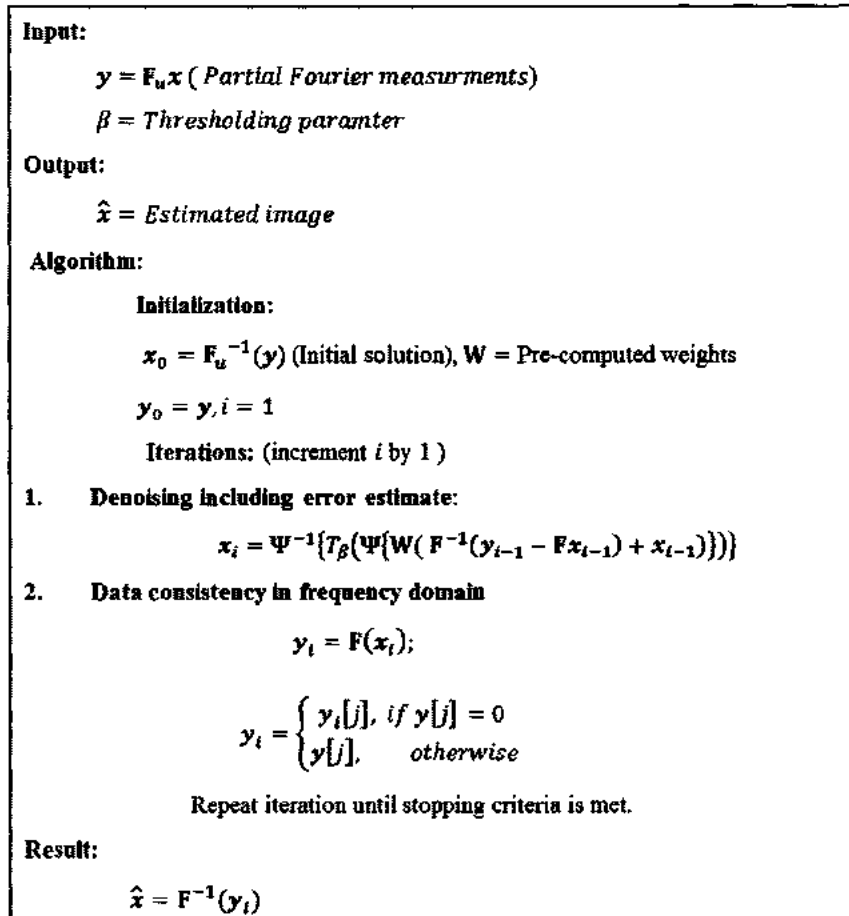 Input:
y = F_u x ( Partial Fourier measurments)
β = Thresholding paramter
Output:
x̂ = Estimated image
Algorithm:
Initialization:
x_0 = F_u^{-1}(y) (Initial solution), W = Pre-computed weights
y_0 = y, i = 1
Iterations: (increment i by 1 )
1. Denoising including error estimate:
x_i = Ψ^{-1}{T_β(Ψ{W( F^{-1}(y_{i-1} − Fx_{i-1}) + x_{i-1})})}
2. Data consistency in frequency domain
y_i = F(x_i);
y_i = { y_i[j], if y[j] = 0
y[j], otherwise
Repeat iteration until stopping criteria is met.
Result:
x̂ = F^{-1}(y_i)